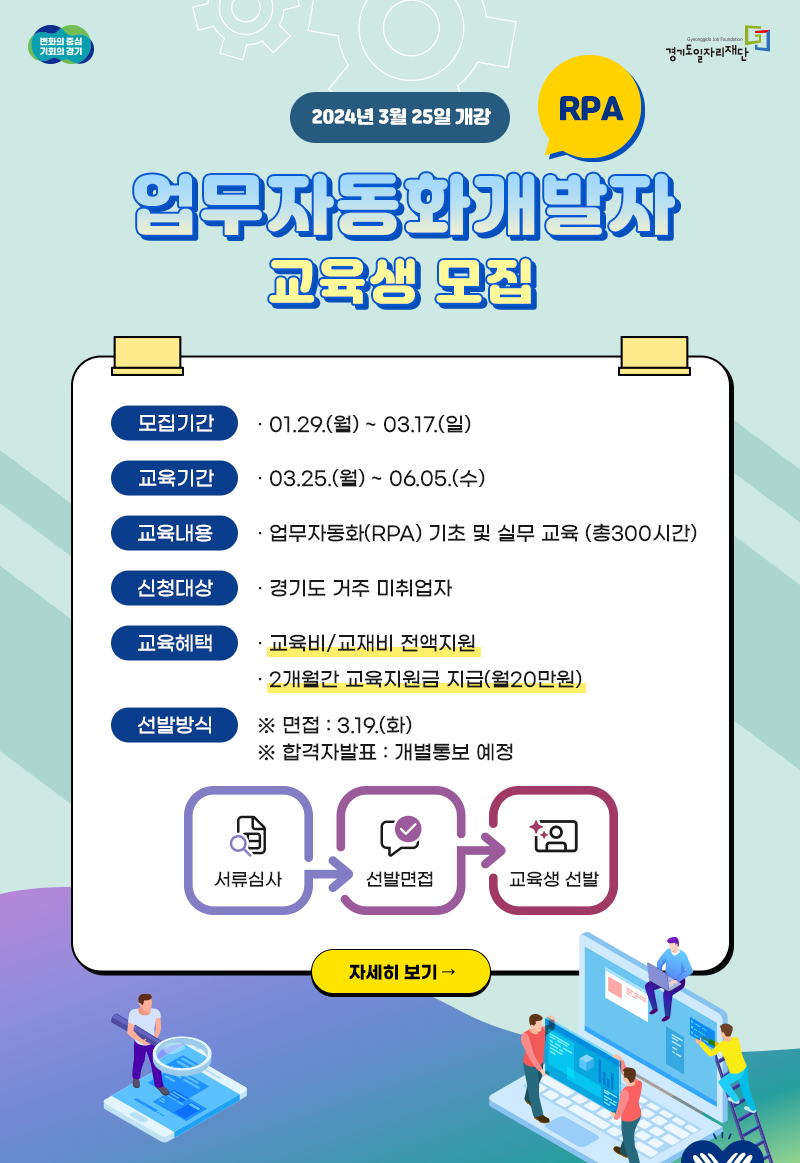 변화의 중심
기회의 경기
Gyeonggido Job Foundation
경기도일자리재단
2024년 3월 25일 개강
RPA
업무자동화개발자
교육생 모집
모집기간
· 01.29.(월) ~ 03.17.(일)
교육기간
· 03.25.(월) ~ 06.05.(수)
교육내용
· 업무자동화(RPA) 기초 및 실무 교육 (총300시간)
신청대상
· 경기도 거주 미취업자
교육혜택
· 교육비/교재비 전액지원
· 2개월간 교육지원금 지급(월20만원)
선발방식
※ 면접 : 3.19.(화)
※ 합격자발표 : 개별통보 예정
서류심사
선발면접
교육생 선발
자세히 보기 →